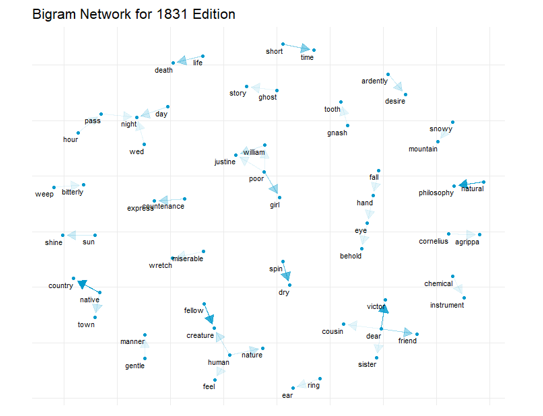 Bigram Network for 1831 Edition
short
time
life
death
ardently
desire
story
ghost
tooth
gnash
pass
night
day
hour
wed
snowy
mountain
william
justine
poor
girl
fall
hand
eye
behold
philosophy
natural
weep
bitterly
express
countenance
shine
sun
cornelius
agrippa
miserable
wretch
spin
dry
country
native
town
chemical
instrument
fellow
creature
victor
cousin
dear
friend
sister
manner
gentle
human
nature
feel
ring
ear